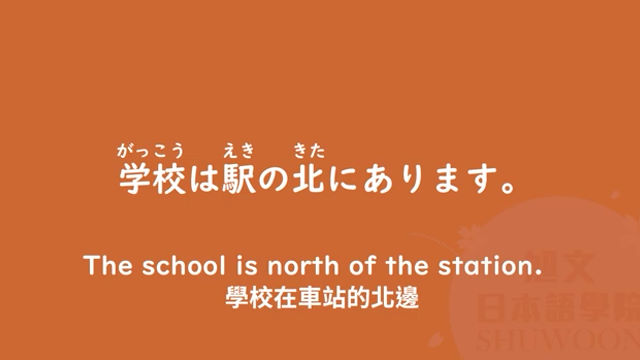 がっこう えき きた
学校は駅の北にあります。
The school is north of the station.
學校在車站的北邊
旭文
日本語學院
SHUWOON